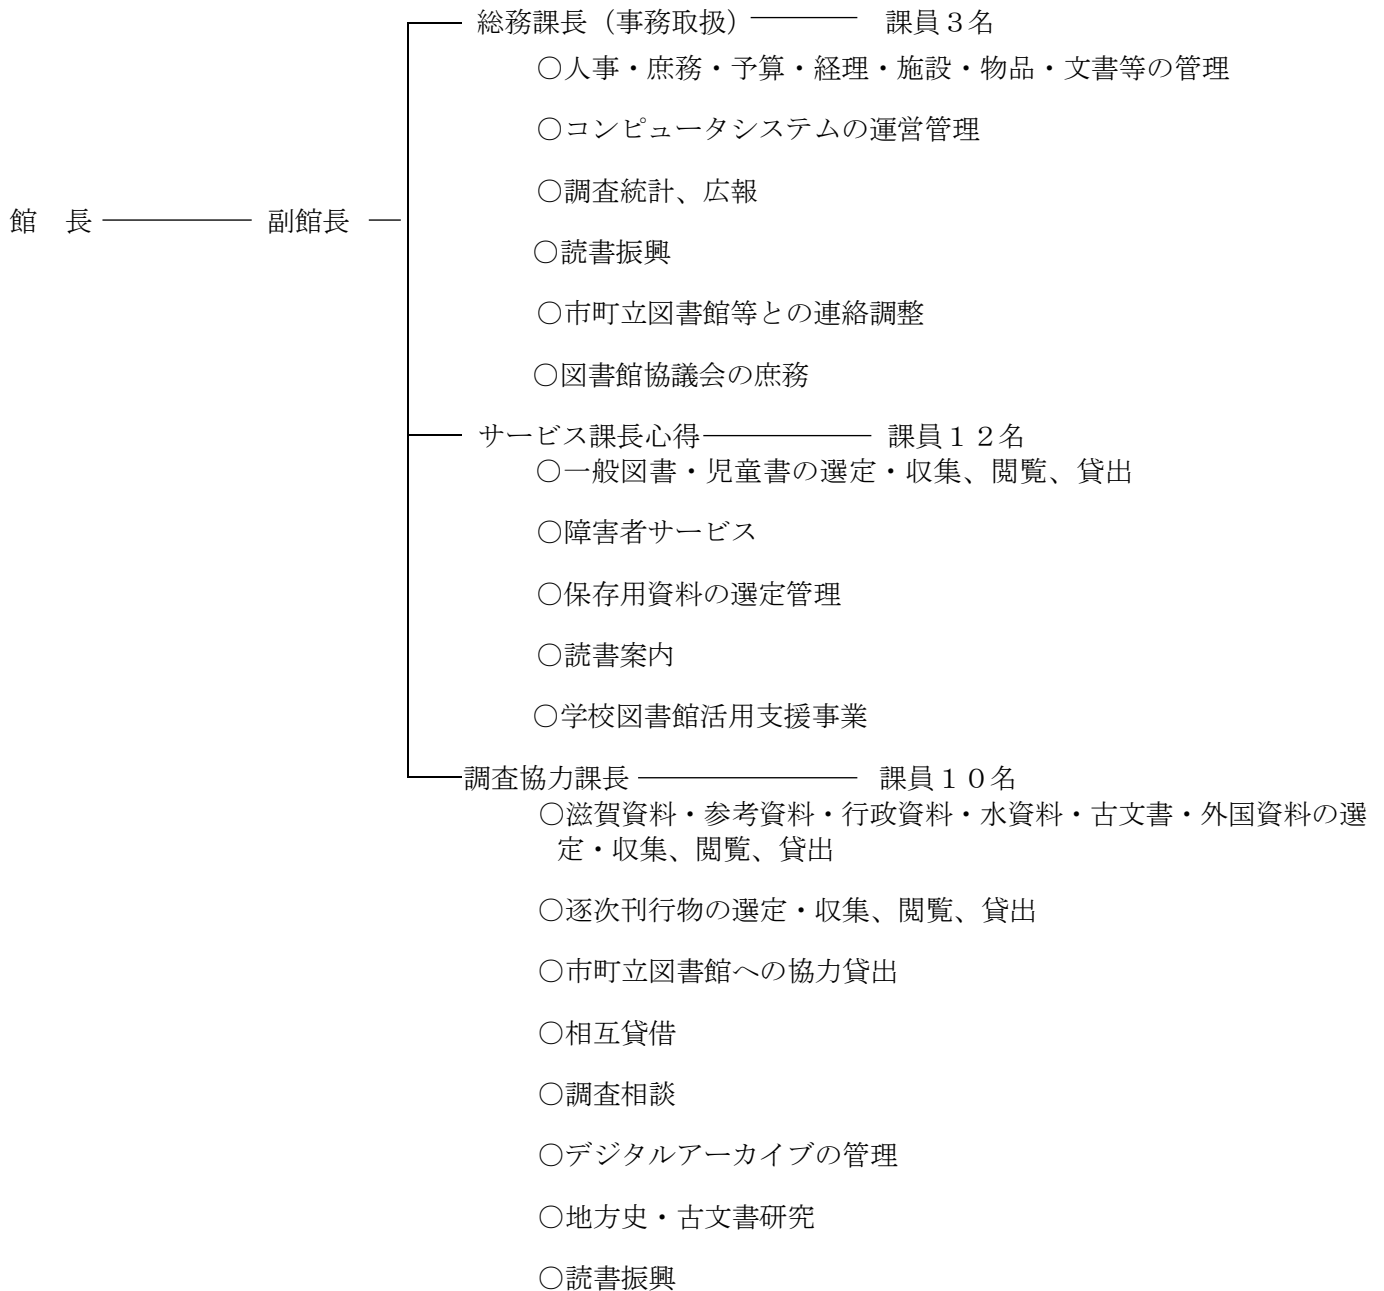 総務課長（事務取扱） 課員３名
○人事・庶務・予算・経理・施設・物品・文書等の管理
○コンピュータシステムの運営管理
○調査統計、広報
館　長 副館長
○読書振興
○市町立図書館等との連絡調整
○図書館協議会の庶務
サービス課長心得 課員１２名
○一般図書・児童書の選定・収集、閲覧、貸出
○障害者サービス
○保存用資料の選定管理
○読書案内
○学校図書館活用支援事業
調査協力課長 課員１０名
○滋賀資料・参考資料・行政資料・水資料・古文書・外国資料の選
定・収集、閲覧、貸出
○逐次刊行物の選定・収集、閲覧、貸出
○市町立図書館への協力貸出
○相互貸借
○調査相談
○デジタルアーカイブの管理
○地方史・古文書研究
○読書振興